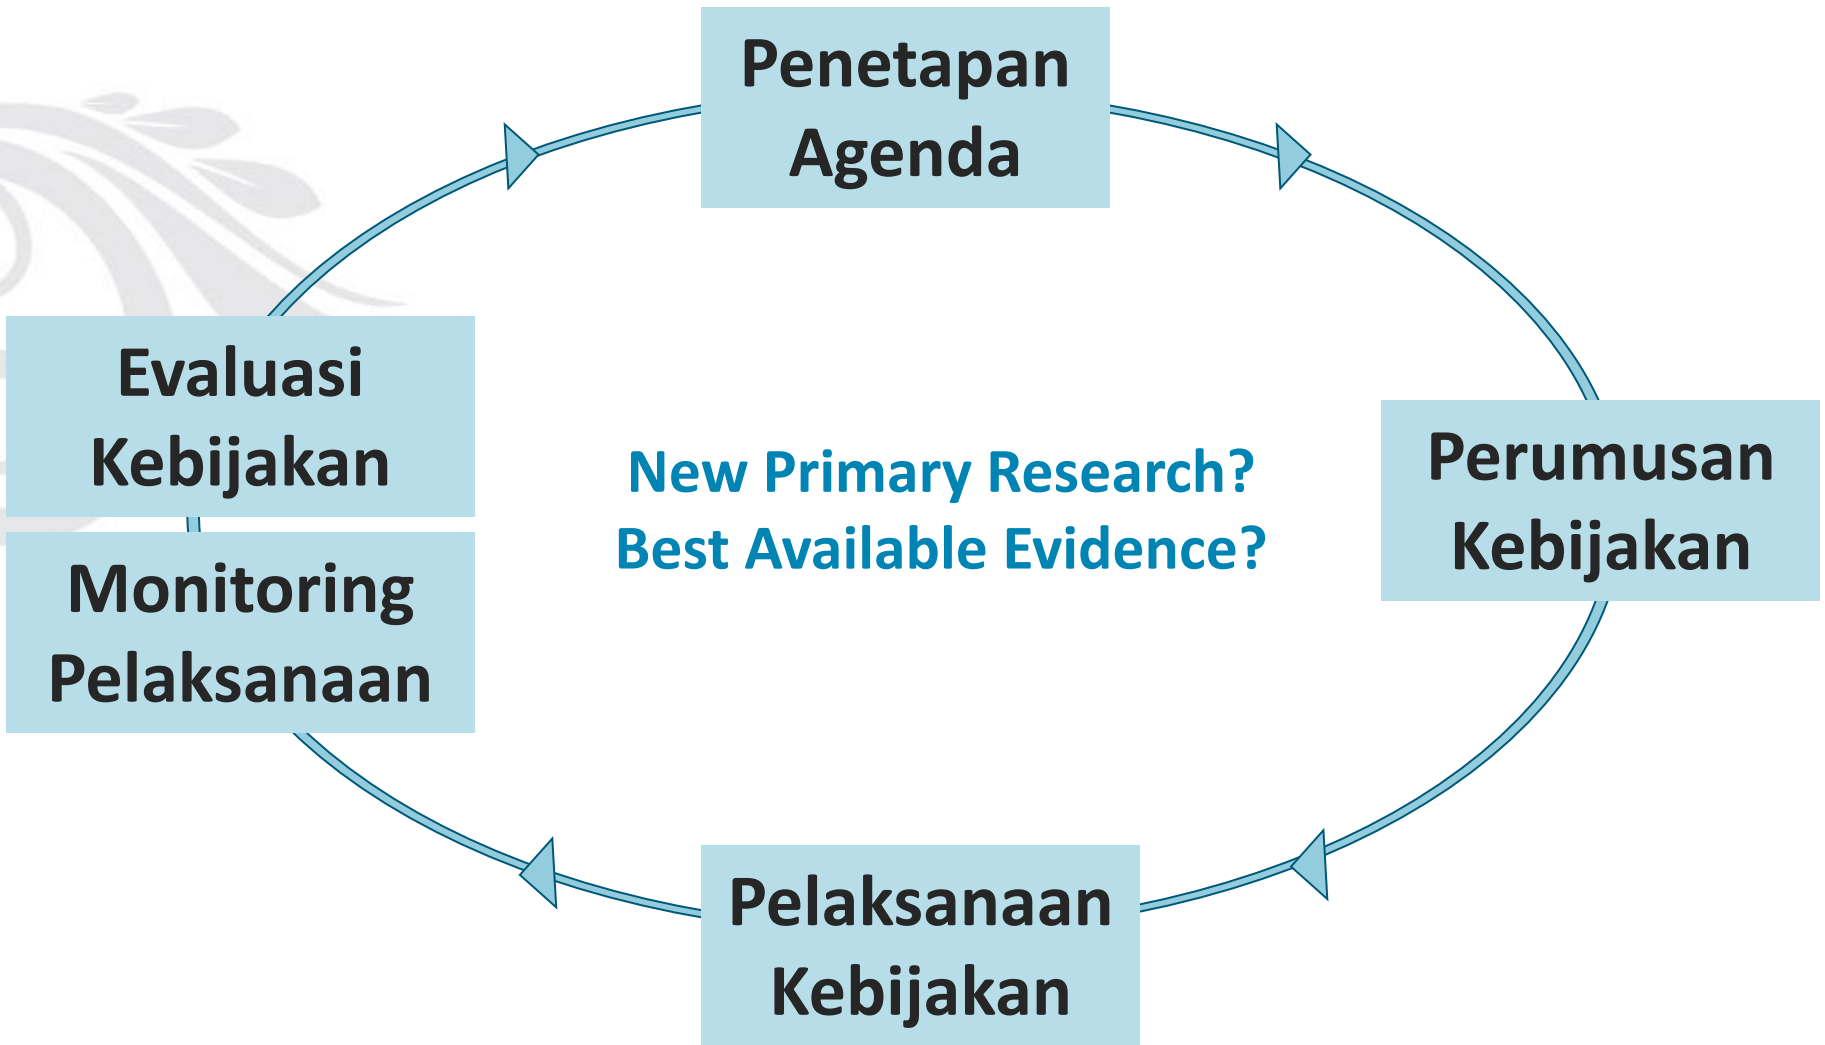 Penetapan
Agenda
Evaluasi
Kebijakan
New Primary Research?
Best Available Evidence?
Perumusan
Kebijakan
Monitoring
Pelaksanaan
Pelaksanaan
Kebijakan